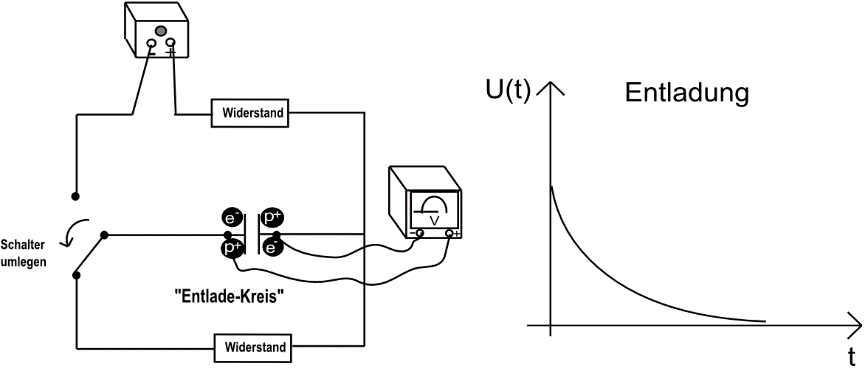 - +
Widerstand
U(t)
Entladung
e-
p+
V
- +
Schalter
umlegen
p+
e-
"Entlade-Kreis"
Widerstand
t